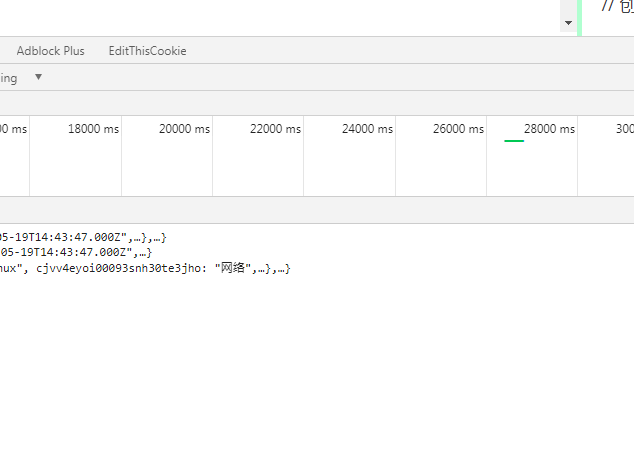 // 包
Adblock Plus EditThisCookie
ing ▼
00 ms 18000 ms 20000 ms 22000 ms 24000 ms 26000 ms 28000 ms 300
05-19T14:43:47.000Z",…},…}
05-19T14:43:47.000Z",…}
nux", cjvv4eyoi00093snh30te3jho: "网络",…},…}